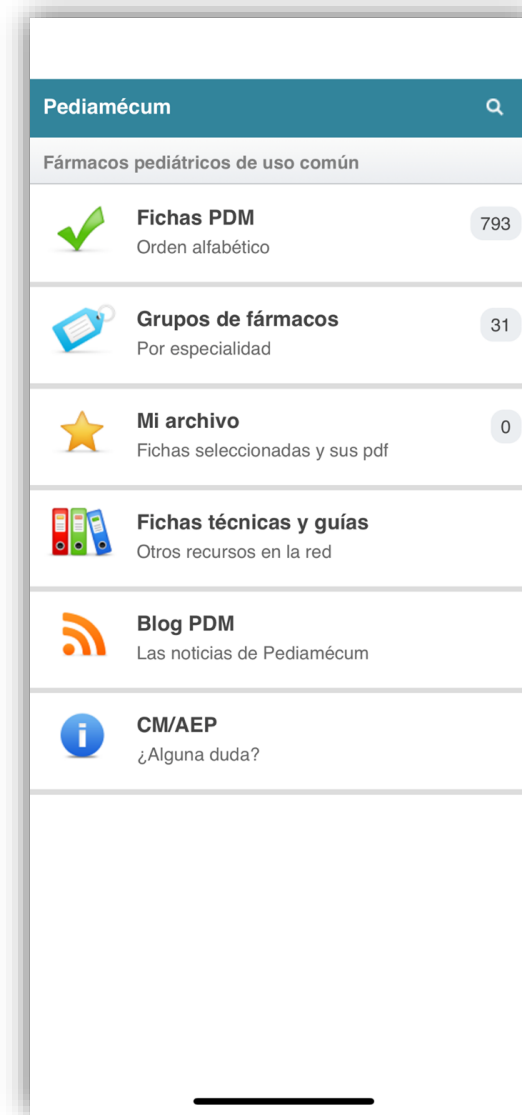 Pediamécum
Fármacos pediátricos de uso común
Fichas PDM
Orden alfabético
793
Grupos de fármacos
Por especialidad
31
Mi archivo
Fichas seleccionadas y sus pdf
0
Fichas técnicas y guías
Otros recursos en la red
Blog PDM
Las noticias de Pediamécum
CM/AEP
¿Alguna duda?